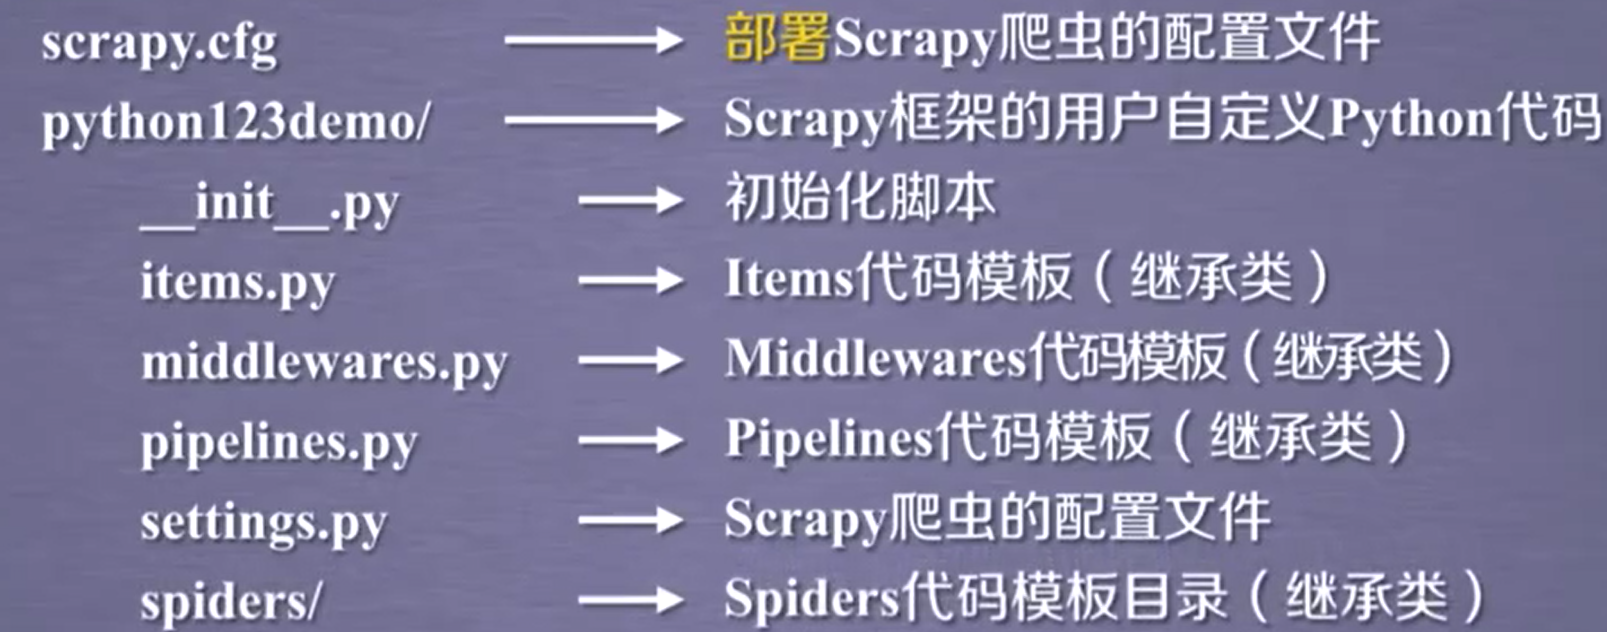 scrapy.cfg 部署Scrapy爬虫的配置文件
python123demo/ Scrapy框架的用户自定义Python代码
__init__.py 初始化脚本
items.py Items代码模板（继承类）
middlewares.py Middlewares代码模板（继承类）
pipelines.py Pipelines代码模板（继承类）
settings.py Scrapy爬虫的配置文件
spiders/ Spiders代码模板目录（继承类）